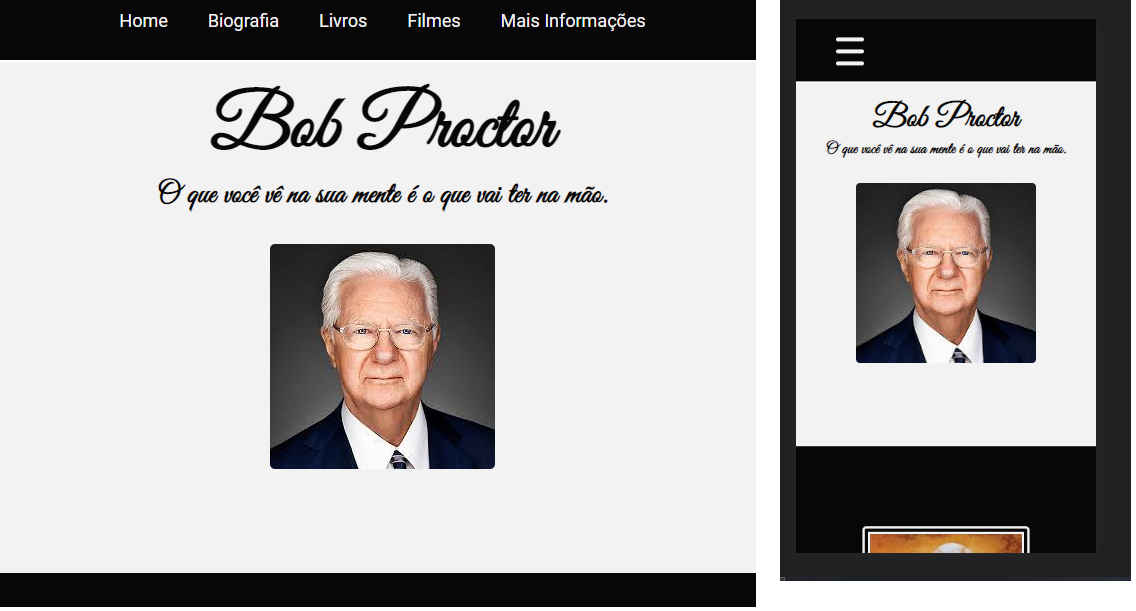 Home Biografia Livros Filmes Mais Informações
Bob Proctor
O que você vê na sua mente é o que vai ter na mão.
Bob Proctor
O que você vê na sua mente é o que vai ter na mão.